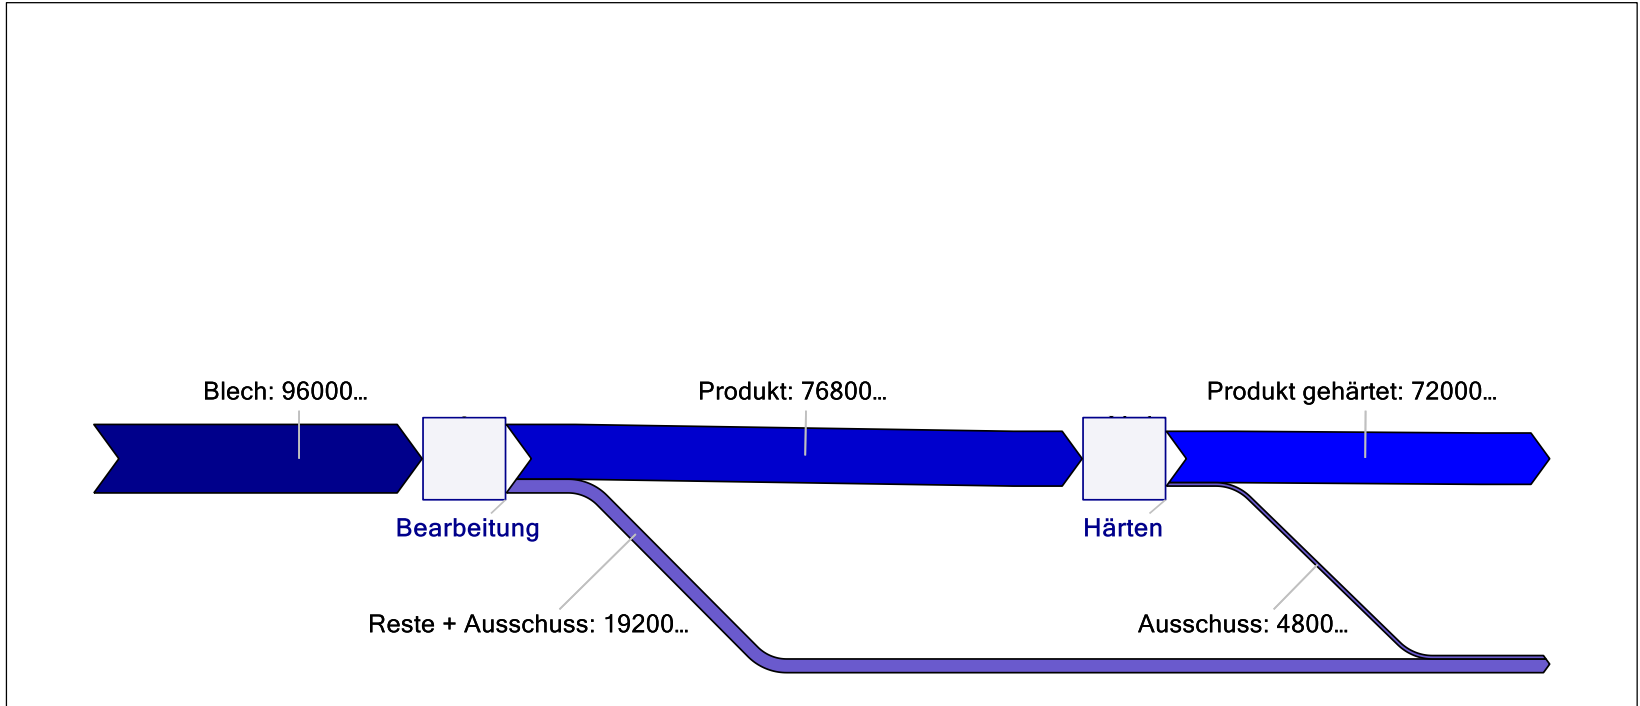 Blech: 96000...
Produkt: 76800...
Produkt gehärtet: 72000...
Bearbeitung
Härten
Reste + Ausschuss: 19200...
Ausschuss: 4800...